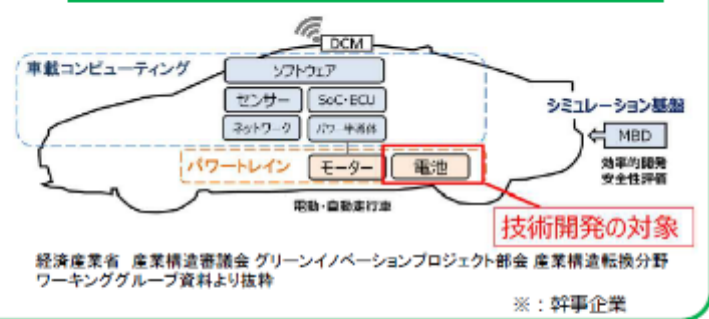 DCM
車載コンピューティング
ソフトウェア
センサー
SoC・ECU
ネットワーク
パワー半導体
シミュレーション基盤
MBD
効率的開発
安全性評価
パワートレイン
モーター
電池
電動・自動走行車
技術開発の対象
経済産業省 産業構造審議会 グリーンイノベーションプロジェクト部会 産業構造転換分野
ワーキンググループ資料より抜粋
※:幹事企業